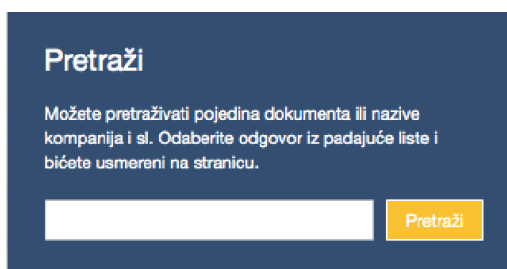 Pretraži
Možete pretraživati pojedina dokumenta ili nazive
kompanija i sl. Odaberite odgovor iz padajuće liste i
bićete usmereni na stranicu.
Pretraži